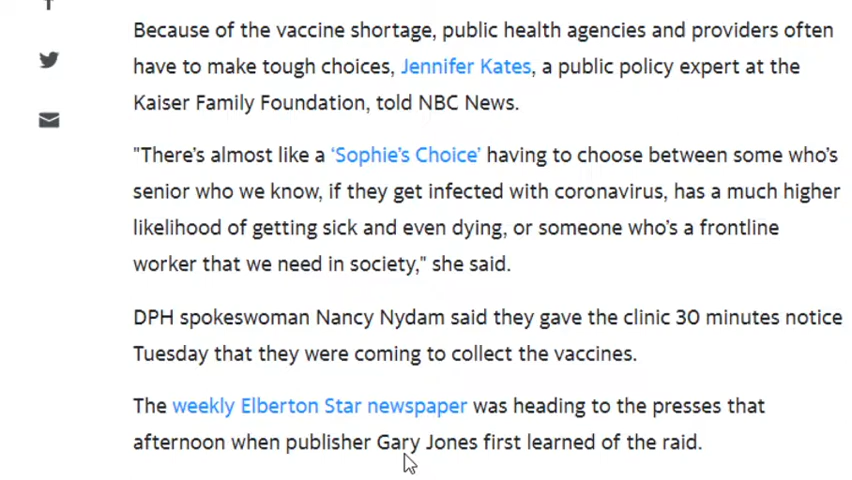 Because of the vaccine shortage, public health agencies and providers often
have to make tough choices, Jennifer Kates, a public policy expert at the
Kaiser Family Foundation, told NBC News.
"There's almost like a ‘Sophie's Choice’ having to choose between some who's
senior who we know, if they get infected with coronavirus, has a much higher
likelihood of getting sick and even dying, or someone who's a frontline
worker that we need in society," she said.
DPH spokeswoman Nancy Nydam said they gave the clinic 30 minutes notice
Tuesday that they were coming to collect the vaccines.
The weekly Elberton Star newspaper was heading to the presses that
afternoon when publisher Gary Jones first learned of the raid.